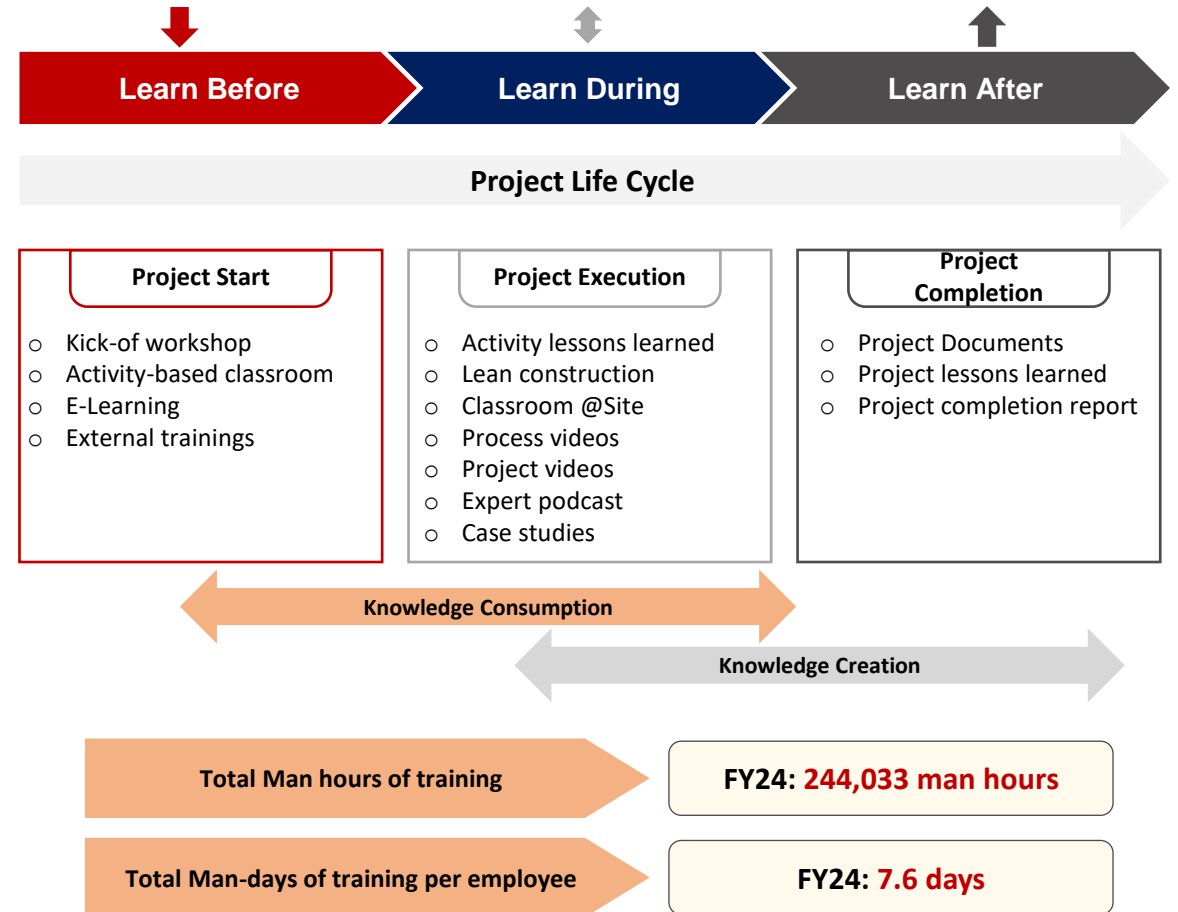 Learn Before
Learn During
Learn After
Project Life Cycle
Project Start
o Kick-of workshop
o Activity-based classroom
o E-Learning
o External trainings
Project Execution
o Activity lessons learned
o Lean construction
o Classroom @Site
o Process videos
o Project videos
o Expert podcast
o Case studies
Project
Completion
o Project Documents
o Project lessons learned
o Project completion report
Knowledge Consumption
Knowledge Creation
Total Man hours of training
FY24: 244,033 man hours
Total Man-days of training per employee
FY24: 7.6 days